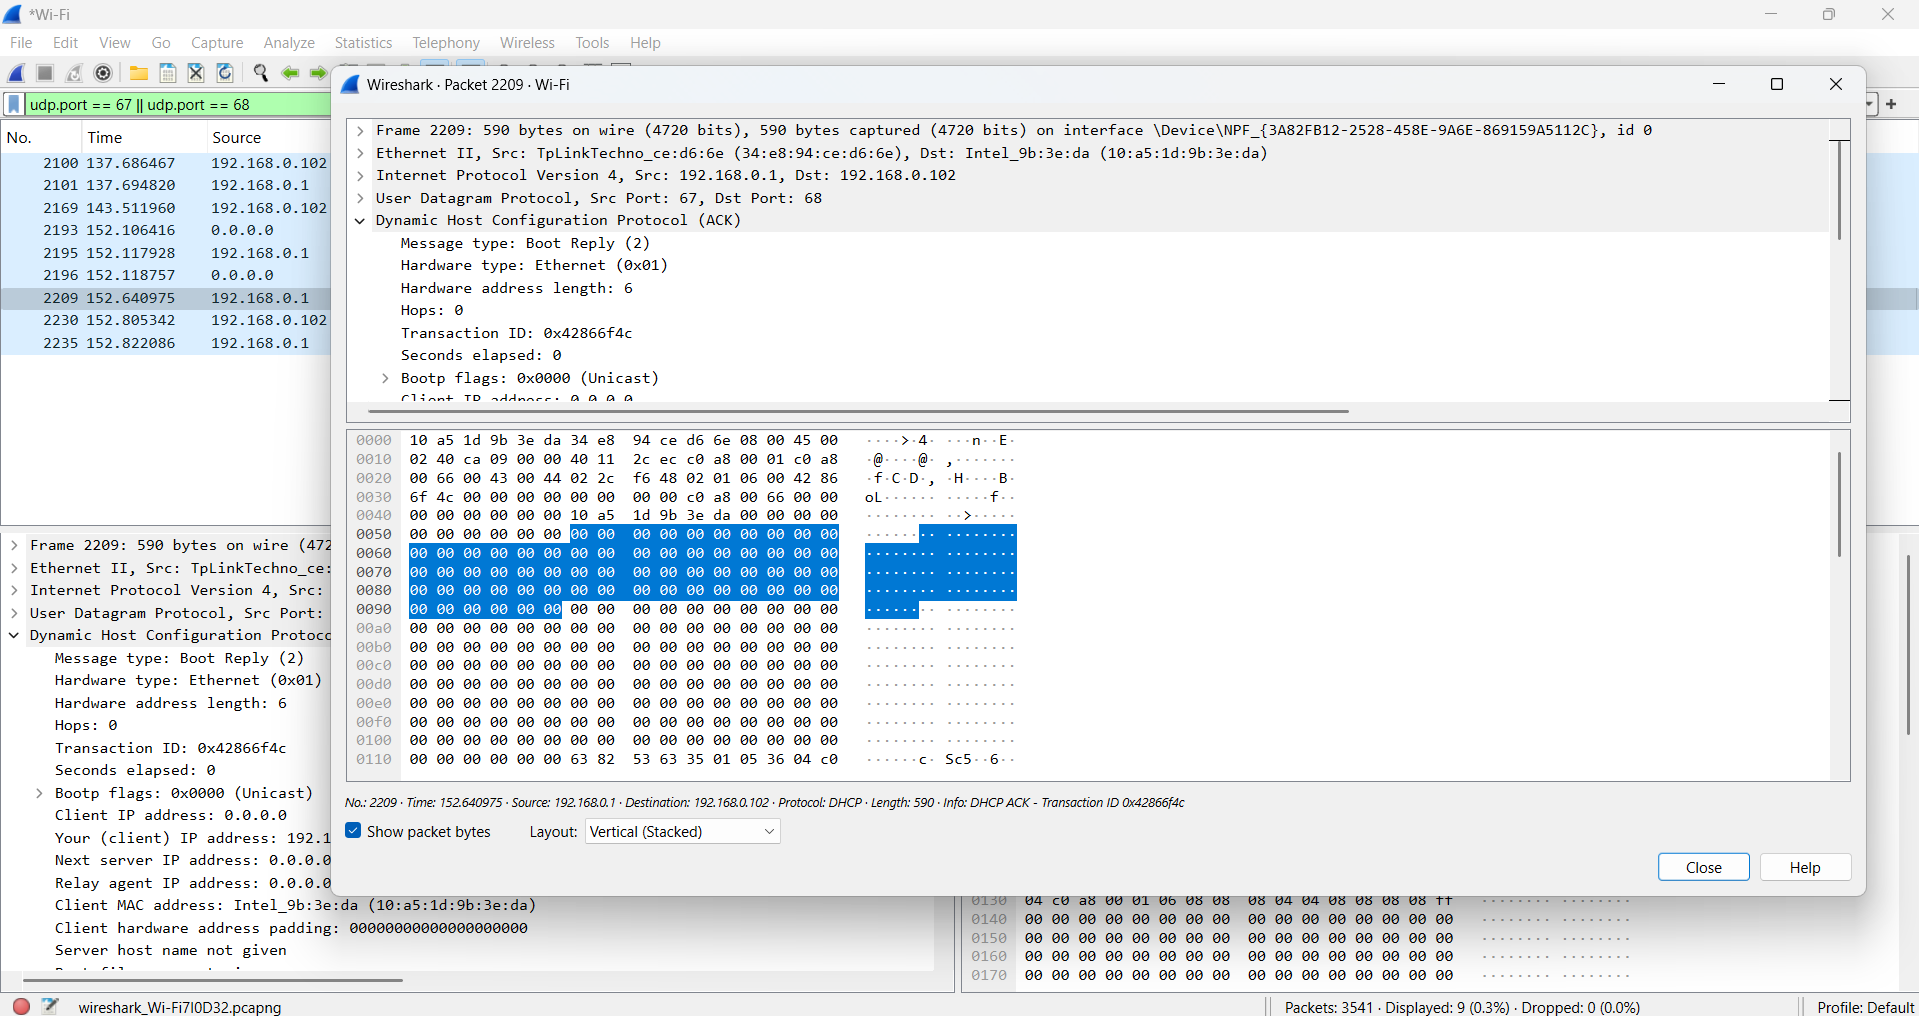 *Wi-Fi
File Edit View Go Capture Analyze Statistics Telephony Wireless Tools Help
udp.port == 67 || udp.port == 68
No. Time Source
2100 137.686467 192.168.0.102
2101 137.694820 192.168.0.1
2169 143.511960 192.168.0.102
2193 152.106416 0.0.0.0
2195 152.117928 192.168.0.1
2196 152.118757 0.0.0.0
2209 152.640975 192.168.0.1
2230 152.805342 192.168.0.102
2235 152.822086 192.168.0.1
Wireshark · Packet 2209 · Wi-Fi
Frame 2209: 590 bytes on wire (4720 bits), 590 bytes captured (4720 bits) on interface \Device\NPF_{3A82FB12-2528-458E-9A6E-869159A5112C}, id 0
Ethernet II, Src: TpLinkTechno_ce:d6:6e (34:e8:94:ce:d6:6e), Dst: Intel_9b:3e:da (10:a5:1d:9b:3e:da)
Internet Protocol Version 4, Src: 192.168.0.1, Dst: 192.168.0.102
User Datagram Protocol, Src Port: 67, Dst Port: 68
Dynamic Host Configuration Protocol (ACK)
Message type: Boot Reply (2)
Hardware type: Ethernet (0x01)
Hardware address length: 6
Hops: 0
Transaction ID: 0x42866f4c
Seconds elapsed: 0
Bootp flags: 0x0000 (Unicast)
Client IP address: 0.0.0.0
0000 10 a5 1d 9b 3e da 34 e8 94 ce d6 6e 08 00 45 00 ····>·4· ···n··E·
0010 02 40 ca 09 00 00 40 11 2c ec c0 a8 00 01 c0 a8 ·@····@· ,·······
0020 00 66 00 43 00 44 02 2c f6 48 02 01 06 00 42 86 ·f·C·D·, ·H····B·
0030 6f 4c 00 00 00 00 00 00 00 00 c0 a8 00 66 00 00 oL······ ·····f··
0040 00 00 00 00 00 00 10 a5 1d 9b 3e da 00 00 00 00 ········ ··>·····
0050 00 00 00 00 00 00 00 00 00 00 00 00 00 00 00 00 ········ ········
0060 00 00 00 00 00 00 00 00 00 00 00 00 00 00 00 00 ········ ········
0070 00 00 00 00 00 00 00 00 00 00 00 00 00 00 00 00 ········ ········
0080 00 00 00 00 00 00 00 00 00 00 00 00 00 00 00 00 ········ ········
0090 00 00 00 00 00 00 00 00 00 00 00 00 00 00 00 00 ········ ········
00a0 00 00 00 00 00 00 00 00 00 00 00 00 00 00 00 00 ········ ········
00b0 00 00 00 00 00 00 00 00 00 00 00 00 00 00 00 00 ········ ········
00c0 00 00 00 00 00 00 00 00 00 00 00 00 00 00 00 00 ········ ········
00d0 00 00 00 00 00 00 00 00 00 00 00 00 00 00 00 00 ········ ········
00e0 00 00 00 00 00 00 00 00 00 00 00 00 00 00 00 00 ········ ········
00f0 00 00 00 00 00 00 00 00 00 00 00 00 00 00 00 00 ········ ········
0100 00 00 00 00 00 00 00 00 00 00 00 00 00 00 00 00 ········ ········
0110 00 00 00 00 00 00 63 82 53 63 35 01 05 36 04 c0 ······c· Sc5··6··
No.: 2209 · Time: 152.640975 · Source: 192.168.0.1 · Destination: 192.168.0.102 · Protocol: DHCP · Length: 590 · Info: DHCP ACK - Transaction ID 0x42866f4c
Show packet bytes Layout: Vertical (Stacked)
Close Help
Frame 2209: 590 bytes on wire (472
Ethernet II, Src: TpLinkTechno_ce:
Internet Protocol Version 4, Src:
User Datagram Protocol, Src Port:
Dynamic Host Configuration Protoco
Message type: Boot Reply (2)
Hardware type: Ethernet (0x01)
Hardware address length: 6
Hops: 0
Transaction ID: 0x42866f4c
Seconds elapsed: 0
Bootp flags: 0x0000 (Unicast)
Client IP address: 0.0.0.0
Your (client) IP address: 192.1
Next server IP address: 0.0.0.0
Relay agent IP address: 0.0.0.0
Client MAC address: Intel_9b:3e:da (10:a5:1d:9b:3e:da)
Client hardware address padding: 00000000000000000000
Server host name not given
0130 04 c0 a8 00 01 06 08 08 08 04 04 08 08 08 08 ff ········ ········
0140 00 00 00 00 00 00 00 00 00 00 00 00 00 00 00 00 ········ ········
0150 00 00 00 00 00 00 00 00 00 00 00 00 00 00 00 00 ········ ········
0160 00 00 00 00 00 00 00 00 00 00 00 00 00 00 00 00 ········ ········
0170 00 00 00 00 00 00 00 00 00 00 00 00 00 00 00 00 ········ ········
wireshark_Wi-Fi7I0D32.pcapng Packets: 3541 · Displayed: 9 (0.3%) · Dropped: 0 (0.0%) Profile: Default